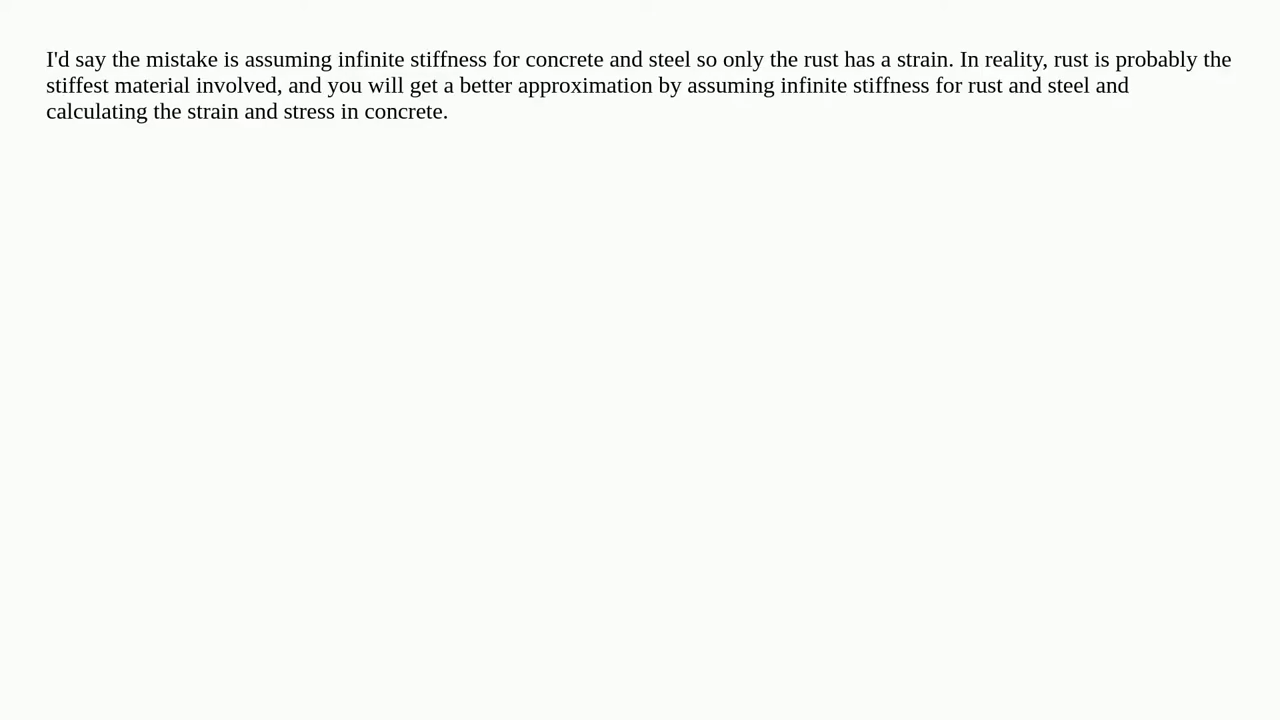 I'd say the mistake is assuming infinite stiffness for concrete and steel so only the rust has a strain. In reality, rust is probably the
stiffest material involved, and you will get a better approximation by assuming infinite stiffness for rust and steel and
calculating the strain and stress in concrete.